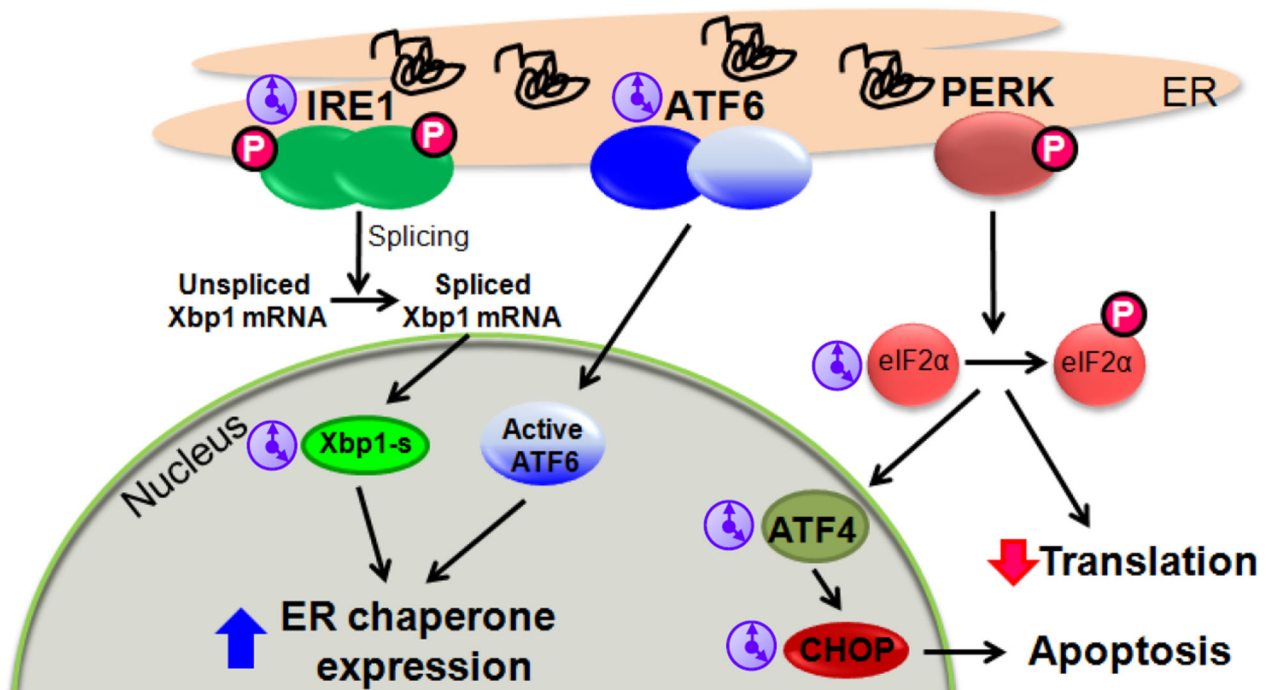 IRE1
ATF6
PERK
ER
P
P
P
Splicing
Unspliced
Xbp1 mRNA
Spliced
Xbp1 mRNA
P
eIF2α
eIF2α
Nucleus
Xbp1-s
Active
ATF6
ATF4
Translation
ER chaperone
expression
CHOP
Apoptosis